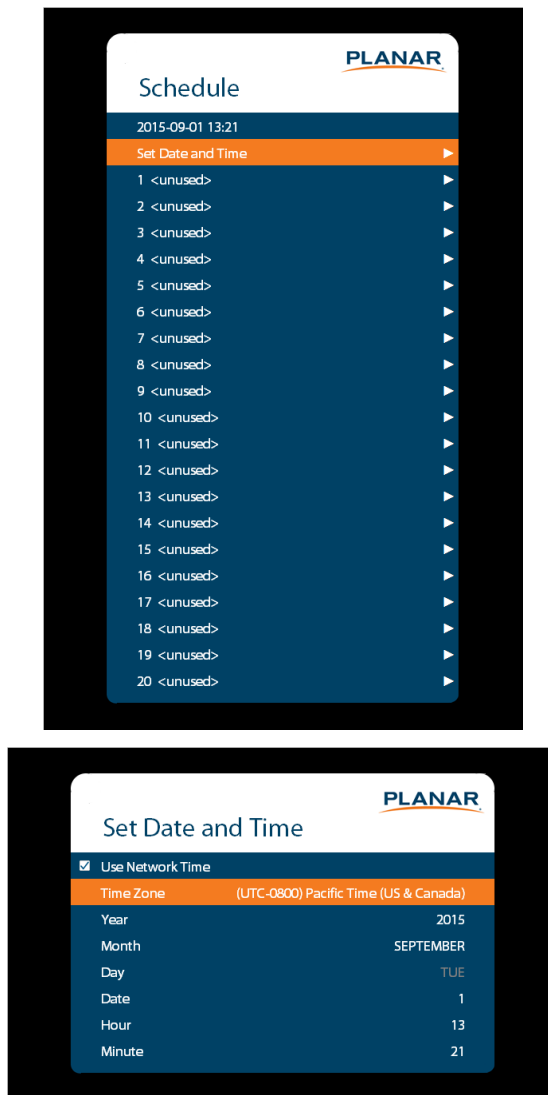 PLANAR
Schedule
2015-09-01 13:21
Set Date and Time
1 <unused>
2 <unused>
3 <unused>
4 <unused>
5 <unused>
6 <unused>
7 <unused>
8 <unused>
9 <unused>
10 <unused>
11 <unused>
12 <unused>
13 <unused>
14 <unused>
15 <unused>
16 <unused>
17 <unused>
18 <unused>
19 <unused>
20 <unused>
PLANAR
Set Date and Time
Use Network Time
Time Zone (UTC-0800) Pacific Time (US & Canada)
Year 2015
Month SEPTEMBER
Day TUE
Date 1
Hour 13
Minute 21